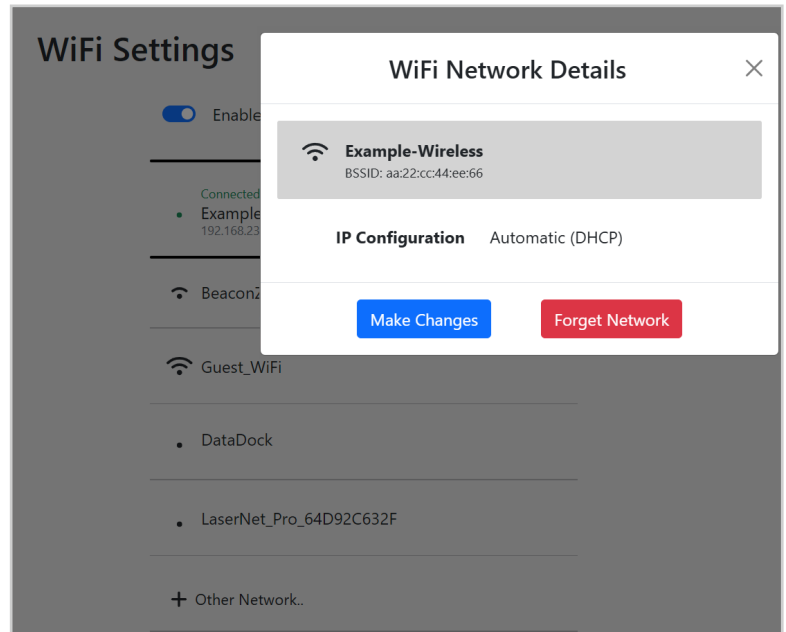 WiFi Settings
Enable
Connected
Example
192.168.23
Beacon
Guest_WiFi
DataDock
LaserNet_Pro_64D92C632F
Other Network..
WiFi Network Details
Example-Wireless
BSSID: aa:22:cc:44:ee:66
IP Configuration Automatic (DHCP)
Make Changes Forget Network